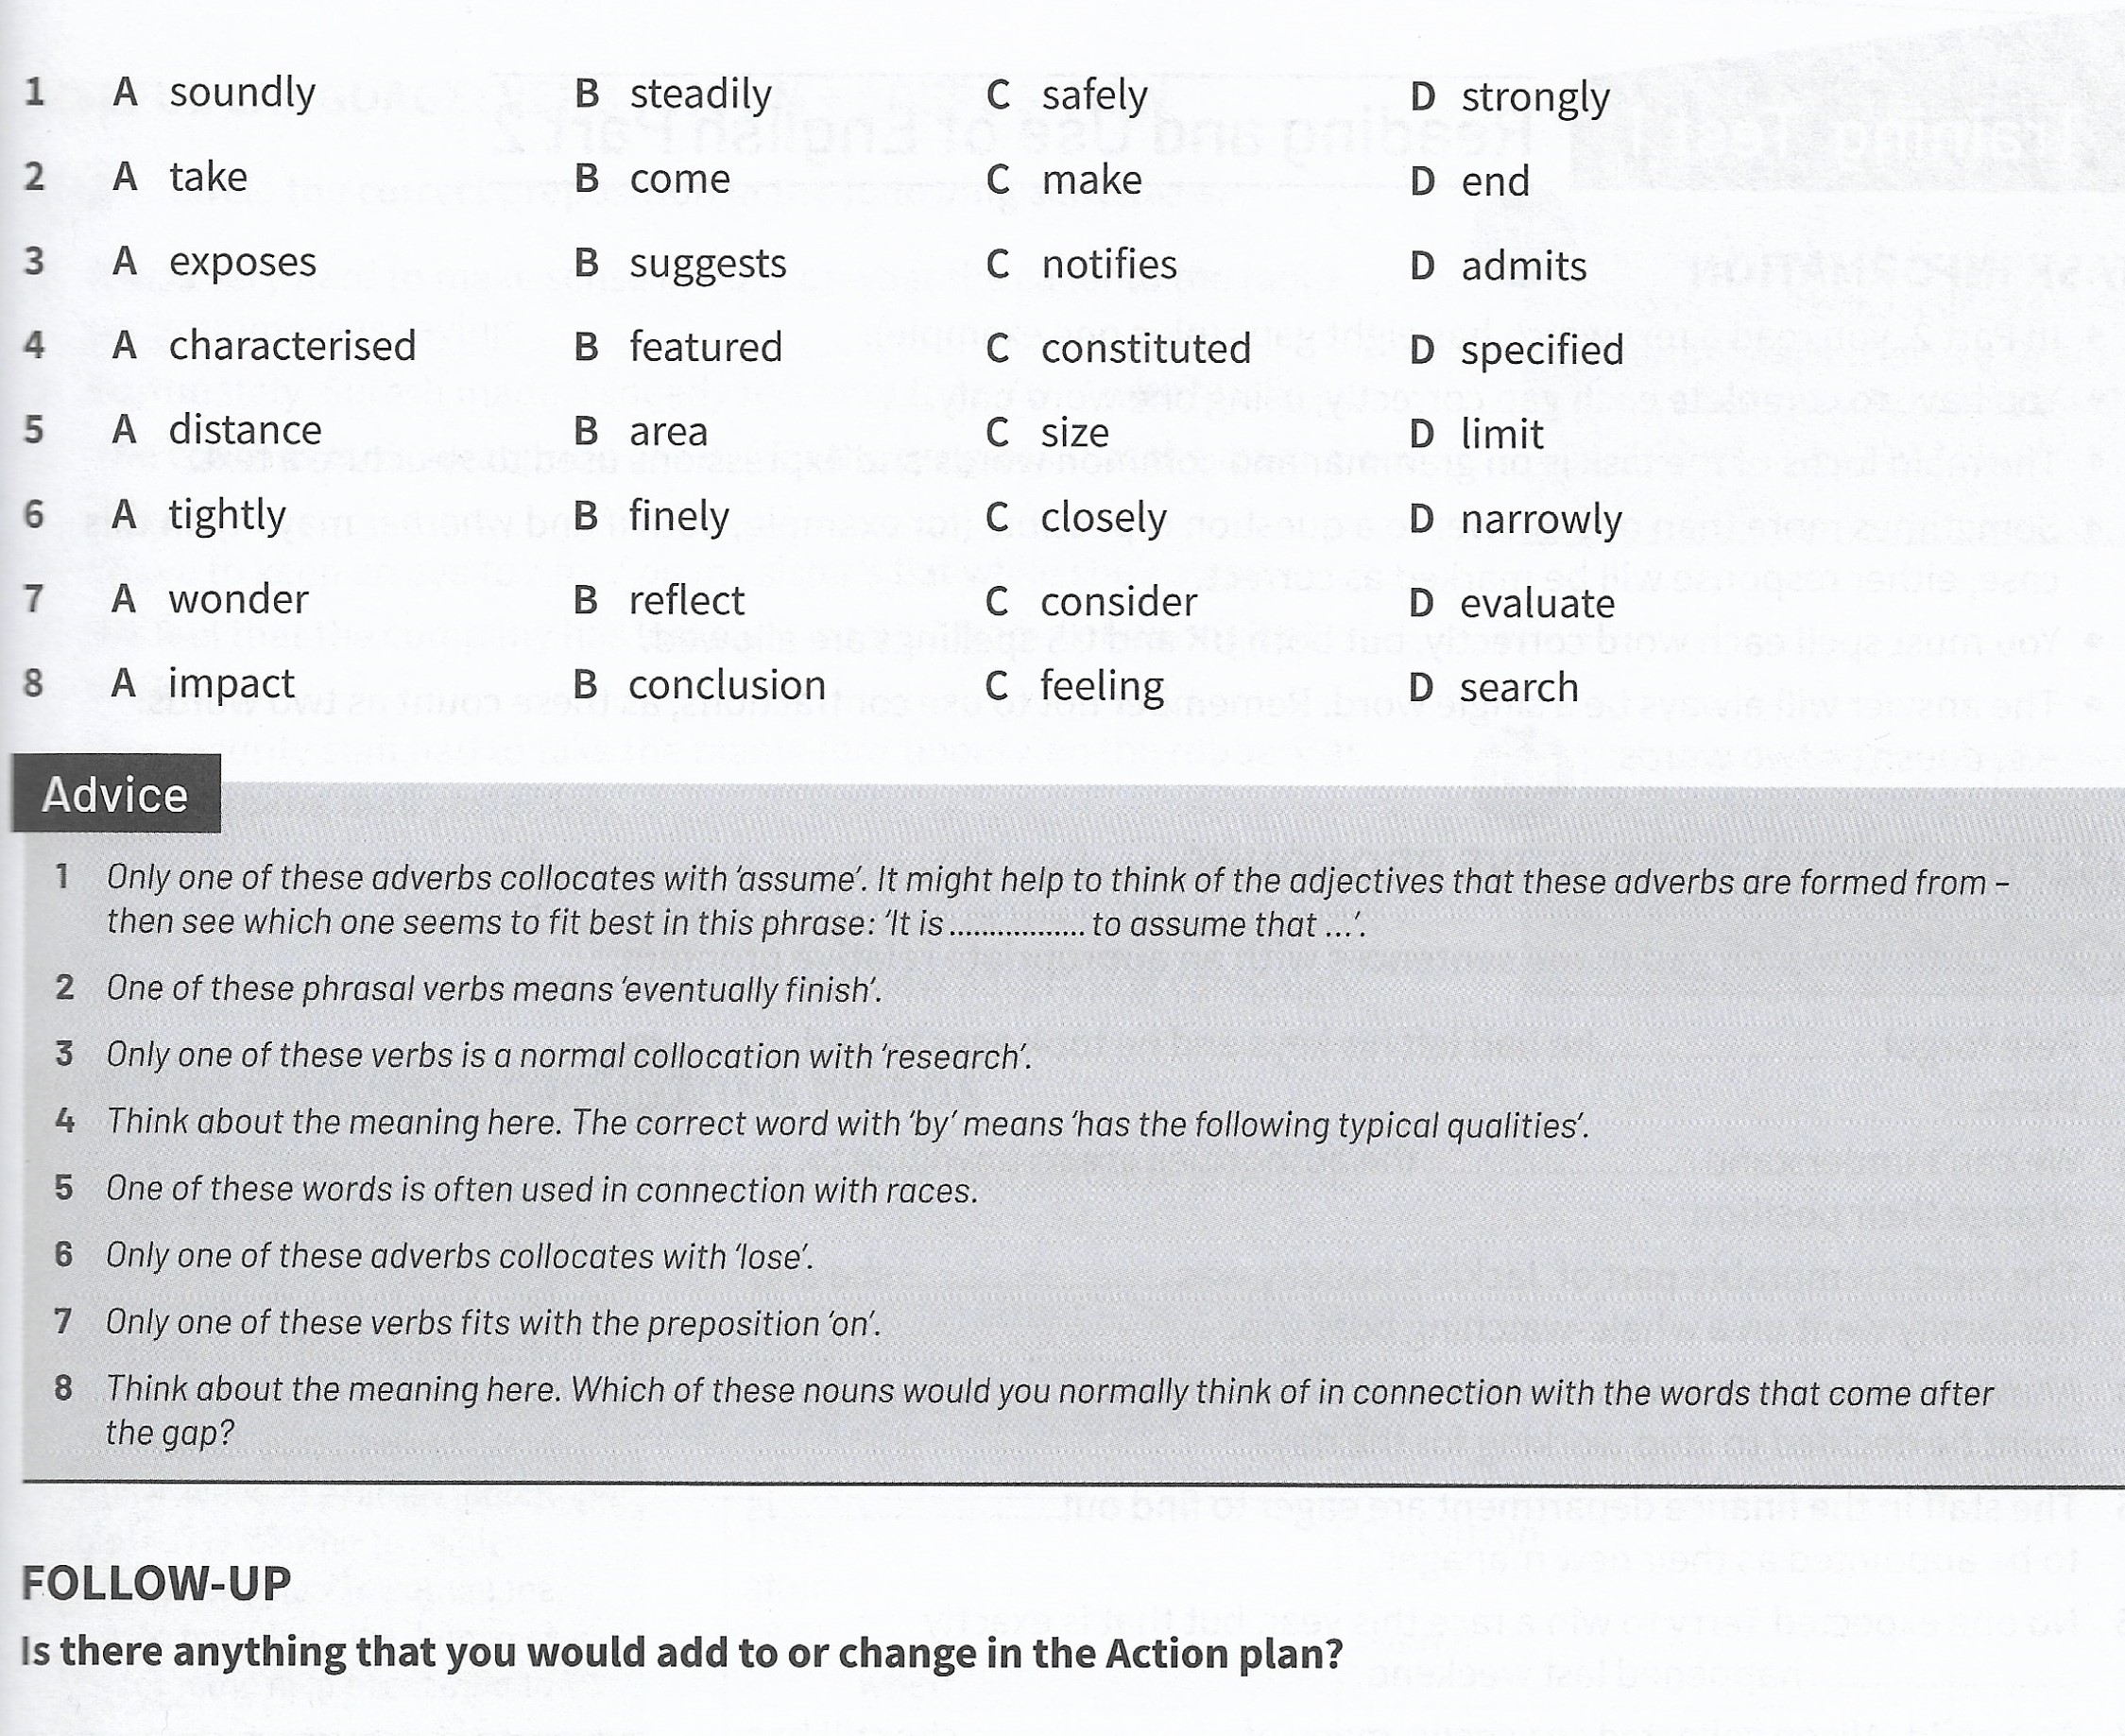 1 A soundly B steadily C safely D strongly
2 A take B come C make D end
3 A exposes B suggests C notifies D admits
4 A characterised B featured C constituted D specified
5 A distance B area C size D limit
6 A tightly B finely C closely D narrowly
7 A wonder B reflect C consider D evaluate
8 A impact B conclusion C feeling D search
Advice
1 Only one of these adverbs collocates with ‘assume’. It might help to think of the adjectives that these adverbs are formed from –
then see which one seems to fit best in this phrase: ‘It is ................. to assume that ...’.
2 One of these phrasal verbs means ‘eventually finish’.
3 Only one of these verbs is a normal collocation with ‘research’.
4 Think about the meaning here. The correct word with ‘by’ means ‘has the following typical qualities’.
5 One of these words is often used in connection with races.
6 Only one of these adverbs collocates with ‘lose’.
7 Only one of these verbs fits with the preposition ‘on’.
8 Think about the meaning here. Which of these nouns would you normally think of in connection with the words that come after
the gap?
FOLLOW-UP
Is there anything that you would add to or change in the Action plan?